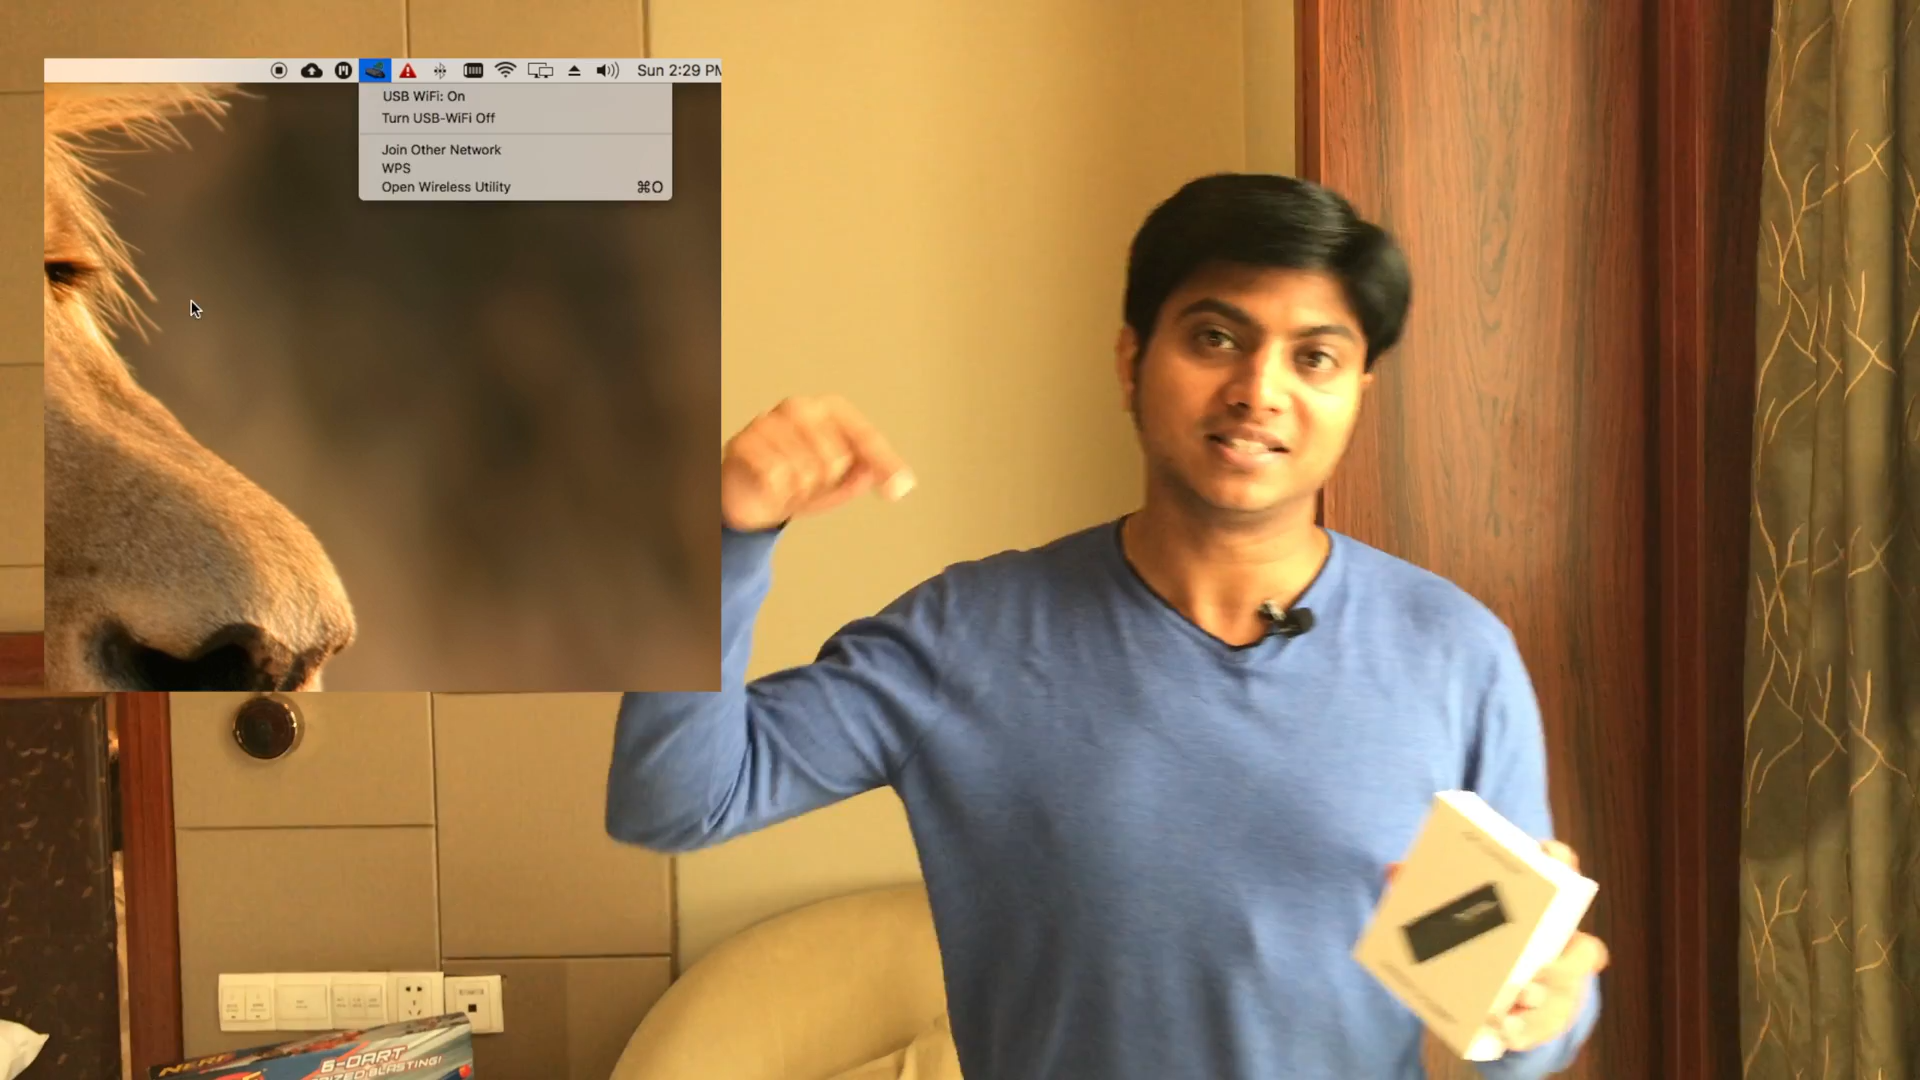 Sun 2:29 PM
USB WiFi: On
Turn USB-WiFi Off
Join Other Network
WPS
Open Wireless Utility ⌘O
NERF
6-DART
BLASTING!